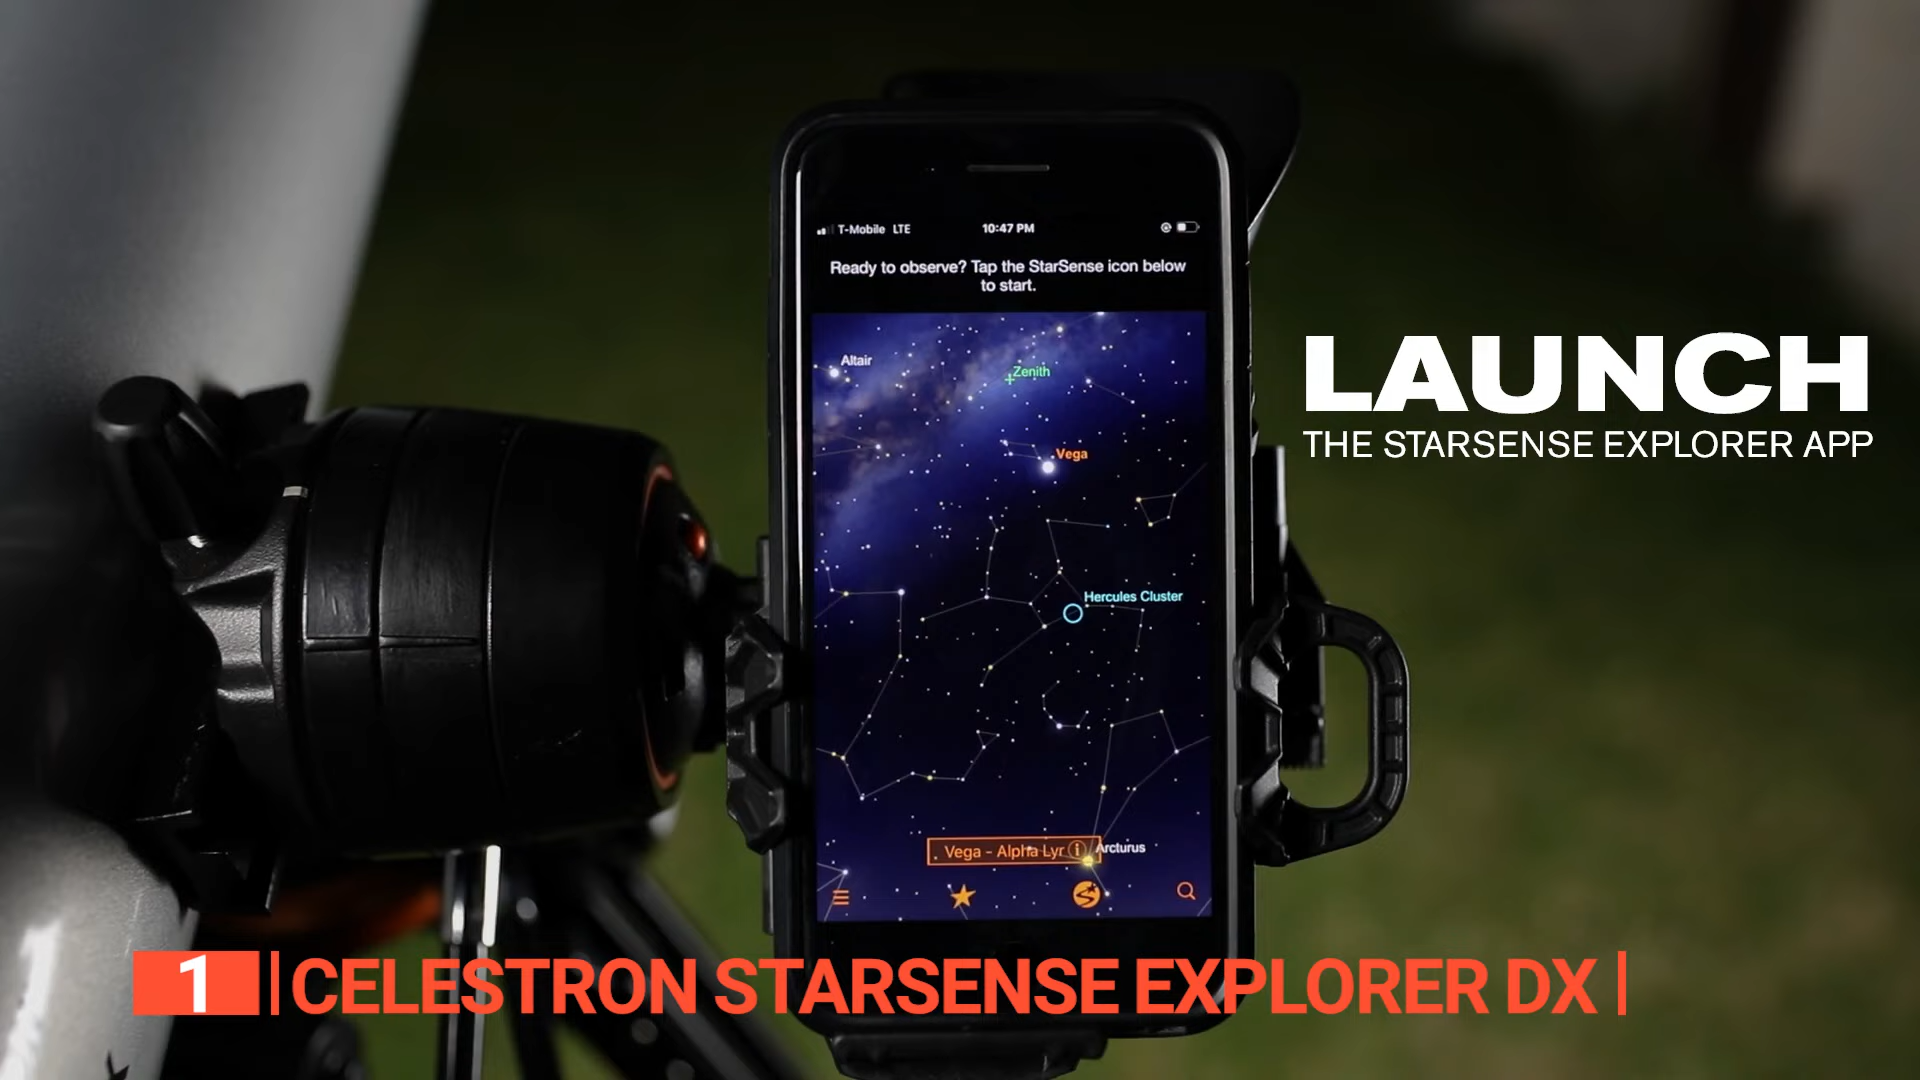 T-Mobile LTE
10:47 PM
Ready to observe? Tap the StarSense icon below
to start.
Altair
Zenith
Vega
Hercules Cluster
Vega - Alpha Lyr
Arcturus
LAUNCH
THE STARSENSE EXPLORER APP
1
CELESTRON STARSENSE EXPLORER DX